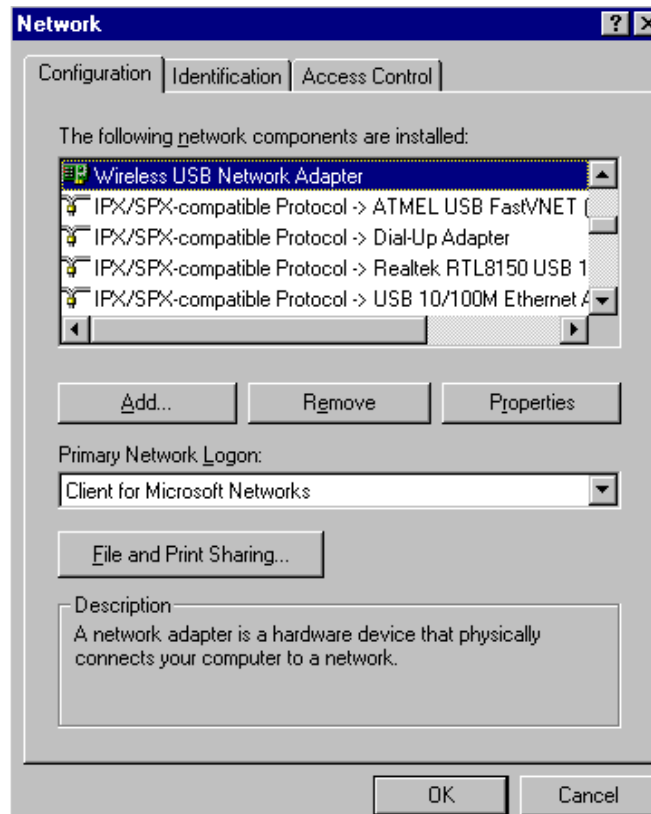 Network
Configuration
Identification
Access Control
The following network components are installed:
Wireless USB Network Adapter
IPX/SPX-compatible Protocol -> ATMEL USB FastVNET (
IPX/SPX-compatible Protocol -> Dial-Up Adapter
IPX/SPX-compatible Protocol -> Realtek RTL8150 USB 1
IPX/SPX-compatible Protocol -> USB 10/100M Ethernet A
Add...
Remove
Properties
Primary Network Logon:
Client for Microsoft Networks
File and Print Sharing...
Description
A network adapter is a hardware device that physically
connects your computer to a network.
OK
Cancel